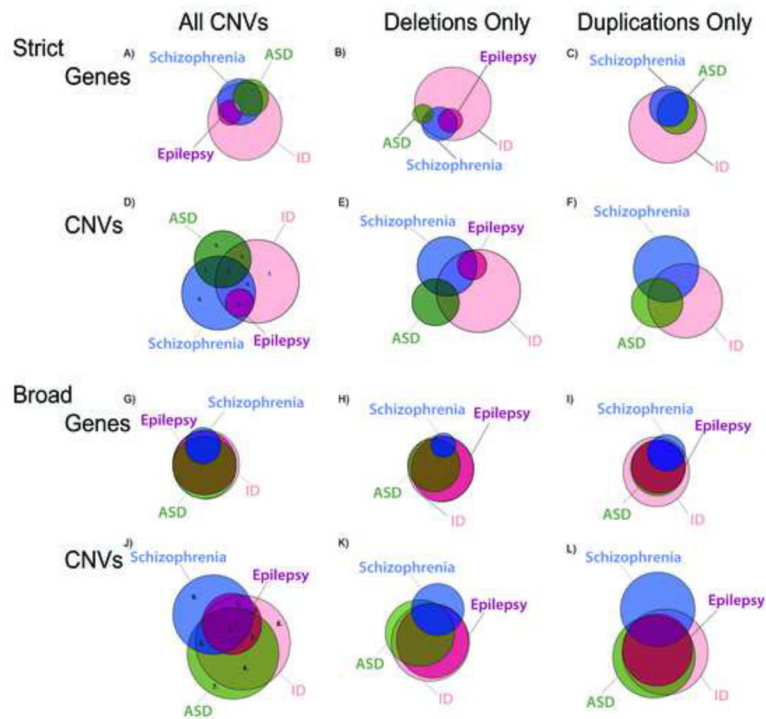 All CNVs Deletions Only Duplications Only
Strict
Genes
A)
Schizophrenia
ASD
Epilepsy
ID
B)
Epilepsy
ASD
ID
Schizophrenia
C)
Schizophrenia
ASD
ID
CNVs
D)
ASD
ID
Schizophrenia
Epilepsy
E)
Schizophrenia
Epilepsy
ASD
ID
F)
Schizophrenia
ASD
ID
Broad
Genes
G)
Schizophrenia
Epilepsy
ASD
ID
H)
Schizophrenia
Epilepsy
ASD
ID
I)
Schizophrenia
Epilepsy
ASD
ID
CNVs
J)
Schizophrenia
Epilepsy
ASD
ID
K)
Schizophrenia
Epilepsy
ASD
ID
L)
Schizophrenia
Epilepsy
ASD
ID